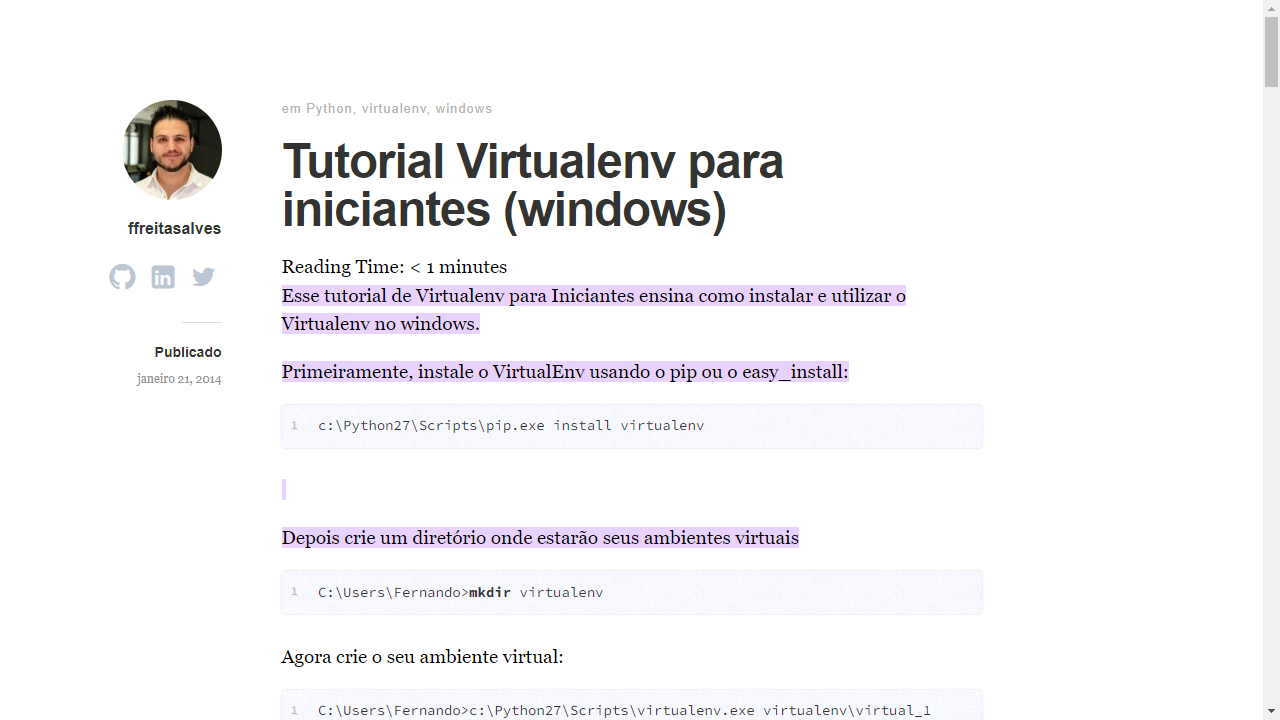 em Python, virtualenv, windows
Tutorial Virtualenv para
iniciantes (windows)
ffreitasalves
Publicado
janeiro 21, 2014
Reading Time: < 1 minutes
Esse tutorial de Virtualenv para Iniciantes ensina como instalar e utilizar o
Virtualenv no windows.
Primeiramente, instale o VirtualEnv usando o pip ou o easy_install:
1 c:\Python27\Scripts\pip.exe install virtualenv
Depois crie um diretório onde estarão seus ambientes virtuais
1 C:\Users\Fernando>mkdir virtualenv
Agora crie o seu ambiente virtual:
1 C:\Users\Fernando>c:\Python27\Scripts\virtualenv.exe virtualenv\virtual_1